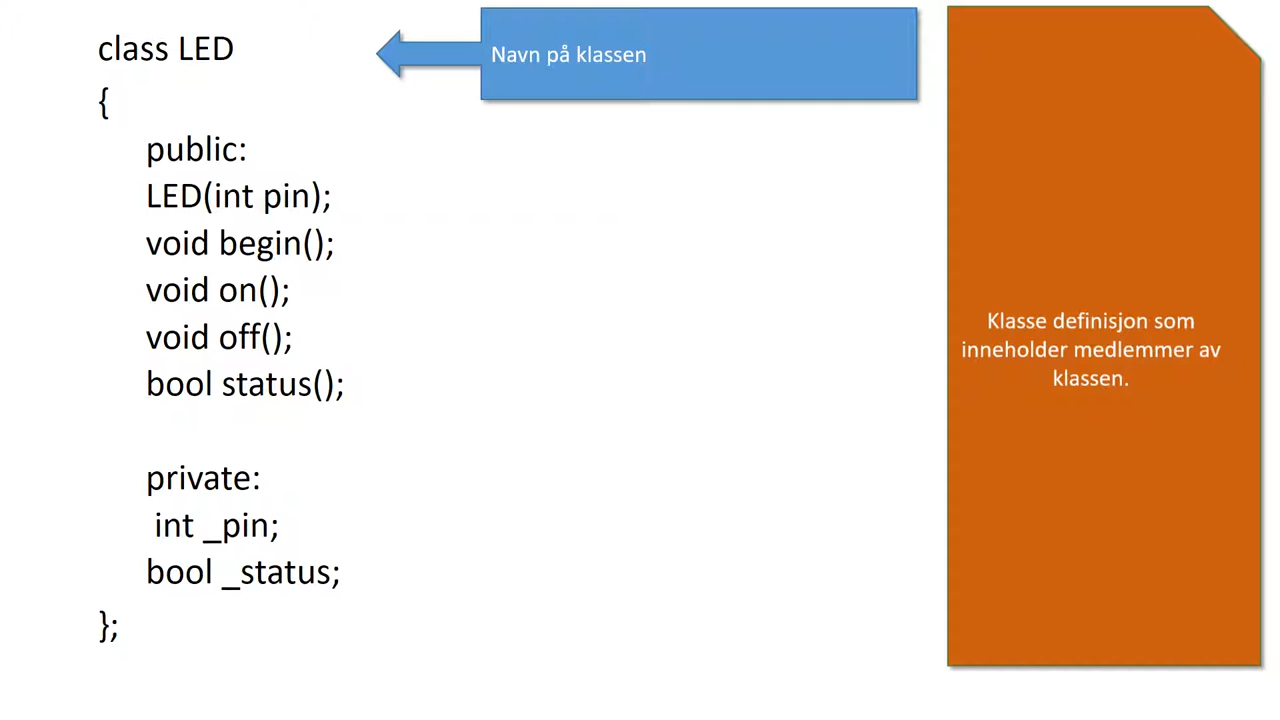 class LED
{
public:
LED(int pin);
void begin();
void on();
void off();
bool status();
private:
int _pin;
bool _status;
};
Navn på klassen
Klasse definisjon som
inneholder medlemmer av
klassen.